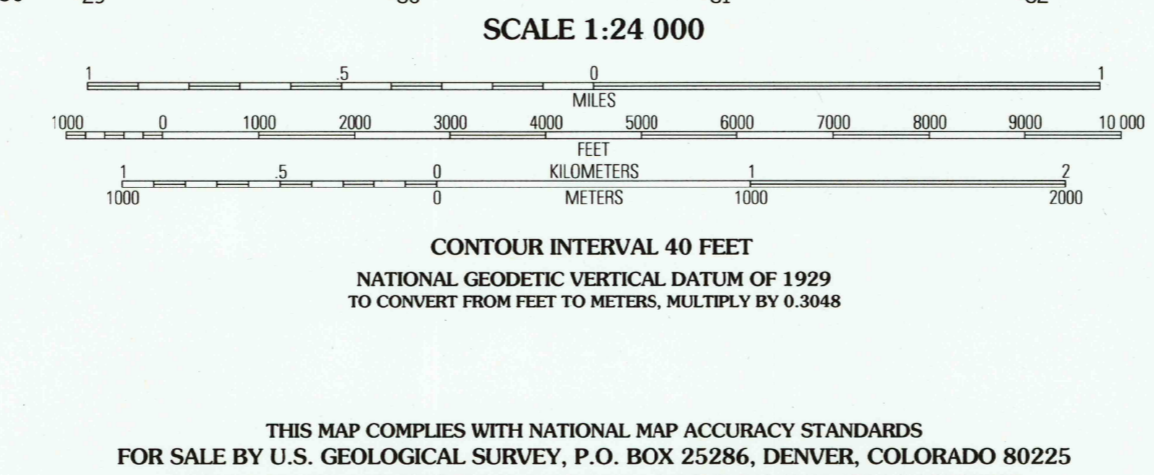 SCALE 1:24 000
1 .5 0 1
MILES
1000 0 1000 2000 3000 4000 5000 6000 7000 8000 9000 10 000
FEET
1 .5 0 KILOMETERS 1 2
1000 0 METERS 1000 2000
CONTOUR INTERVAL 40 FEET
NATIONAL GEODETIC VERTICAL DATUM OF 1929
TO CONVERT FROM FEET TO METERS, MULTIPLY BY 0.3048
THIS MAP COMPLIES WITH NATIONAL MAP ACCURACY STANDARDS
FOR SALE BY U.S. GEOLOGICAL SURVEY, P.O. BOX 25286, DENVER, COLORADO 80225